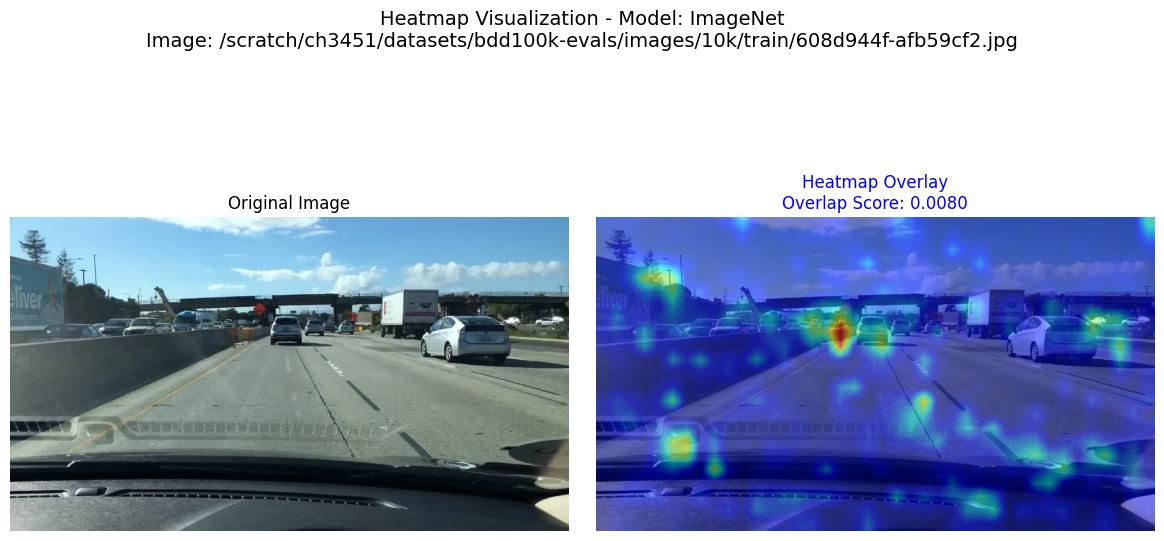 Heatmap Visualization - Model: ImageNet
Image: /scratch/ch3451/datasets/bdd100k-evals/images/10k/train/608d944f-afb59cf2.jpg
Original Image
Heatmap Overlay
Overlap Score: 0.0080
eliver
eliver